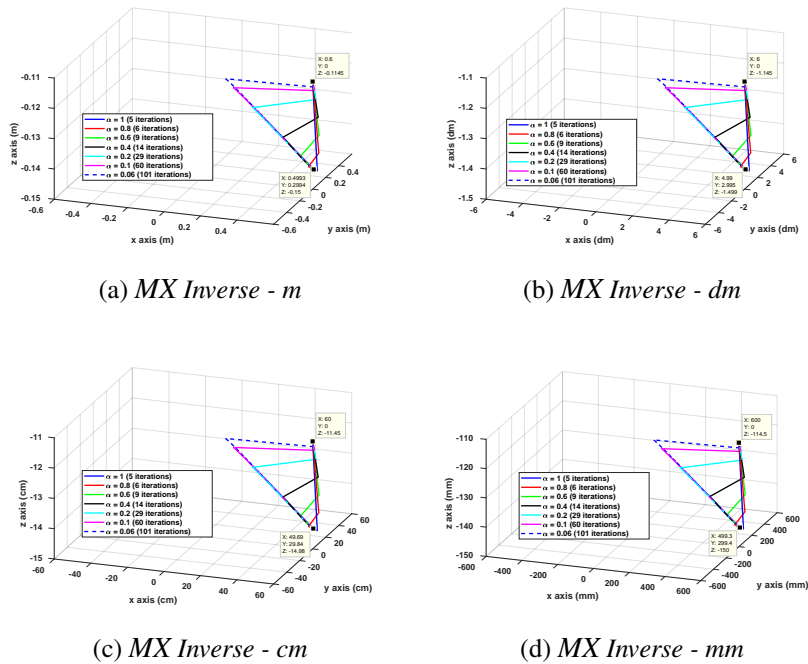 X: 0.6
Y: 0
Z: -0.1145
-0.11
-0.12
-0.13
-0.14
-0.15
z axis (m)
α = 1 (5 iterations)
α = 0.8 (6 iterations)
α = 0.6 (9 iterations)
α = 0.4 (14 iterations)
α = 0.2 (29 iterations)
α = 0.1 (60 iterations)
α = 0.06 (101 iterations)
X: 0.4993
Y: 0.2994
Z: -0.15
-0.6
-0.4
-0.2
0
0.2
0.4
0.6
x axis (m)
-0.6
-0.4
-0.2
0
0.2
0.4
y axis (m)
(a) MX Inverse - m
X: 6
Y: 0
Z: -1.145
-1.1
-1.2
-1.3
-1.4
-1.5
z axis (dm)
α = 1 (5 iterations)
α = 0.8 (6 iterations)
α = 0.6 (9 iterations)
α = 0.4 (14 iterations)
α = 0.2 (29 iterations)
α = 0.1 (60 iterations)
α = 0.06 (101 iterations)
X: 4.99
Y: 2.995
Z: -1.499
-6
-4
-2
0
2
4
6
x axis (dm)
-6
-4
-2
0
2
4
6
y axis (dm)
(b) MX Inverse - dm
X: 60
Y: 0
Z: -11.45
-11
-12
-13
-14
-15
z axis (cm)
α = 1 (5 iterations)
α = 0.8 (6 iterations)
α = 0.6 (9 iterations)
α = 0.4 (14 iterations)
α = 0.2 (29 iterations)
α = 0.1 (60 iterations)
α = 0.06 (101 iterations)
X: 49.69
Y: 29.84
Z: -14.98
-60
-40
-20
0
20
40
60
x axis (cm)
-60
-40
-20
0
20
40
60
y axis (cm)
(c) MX Inverse - cm
X: 600
Y: 0
Z: -114.5
-110
-120
-130
-140
-150
z axis (mm)
α = 1 (5 iterations)
α = 0.8 (6 iterations)
α = 0.6 (9 iterations)
α = 0.4 (14 iterations)
α = 0.2 (29 iterations)
α = 0.1 (60 iterations)
α = 0.06 (101 iterations)
X: 499.3
Y: 299.4
Z: -150
-600
-400
-200
0
200
400
600
x axis (mm)
-600
-400
-200
0
200
400
600
y axis (mm)
(d) MX Inverse - mm